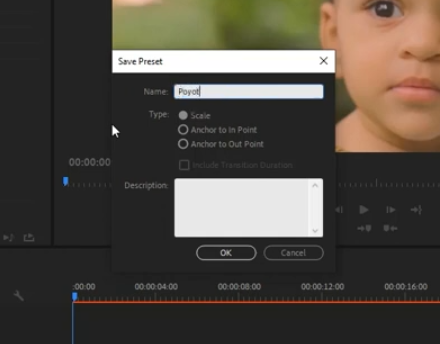 Save Preset
Name: Poyot
Type: Scale
Anchor to In Point
Anchor to Out Point
Include Transition Duration
00:00:00
Description:
OK Cancel
:00:00 00:00:04:00 00:00:08:00 00:00:12:00 00:00:16:00